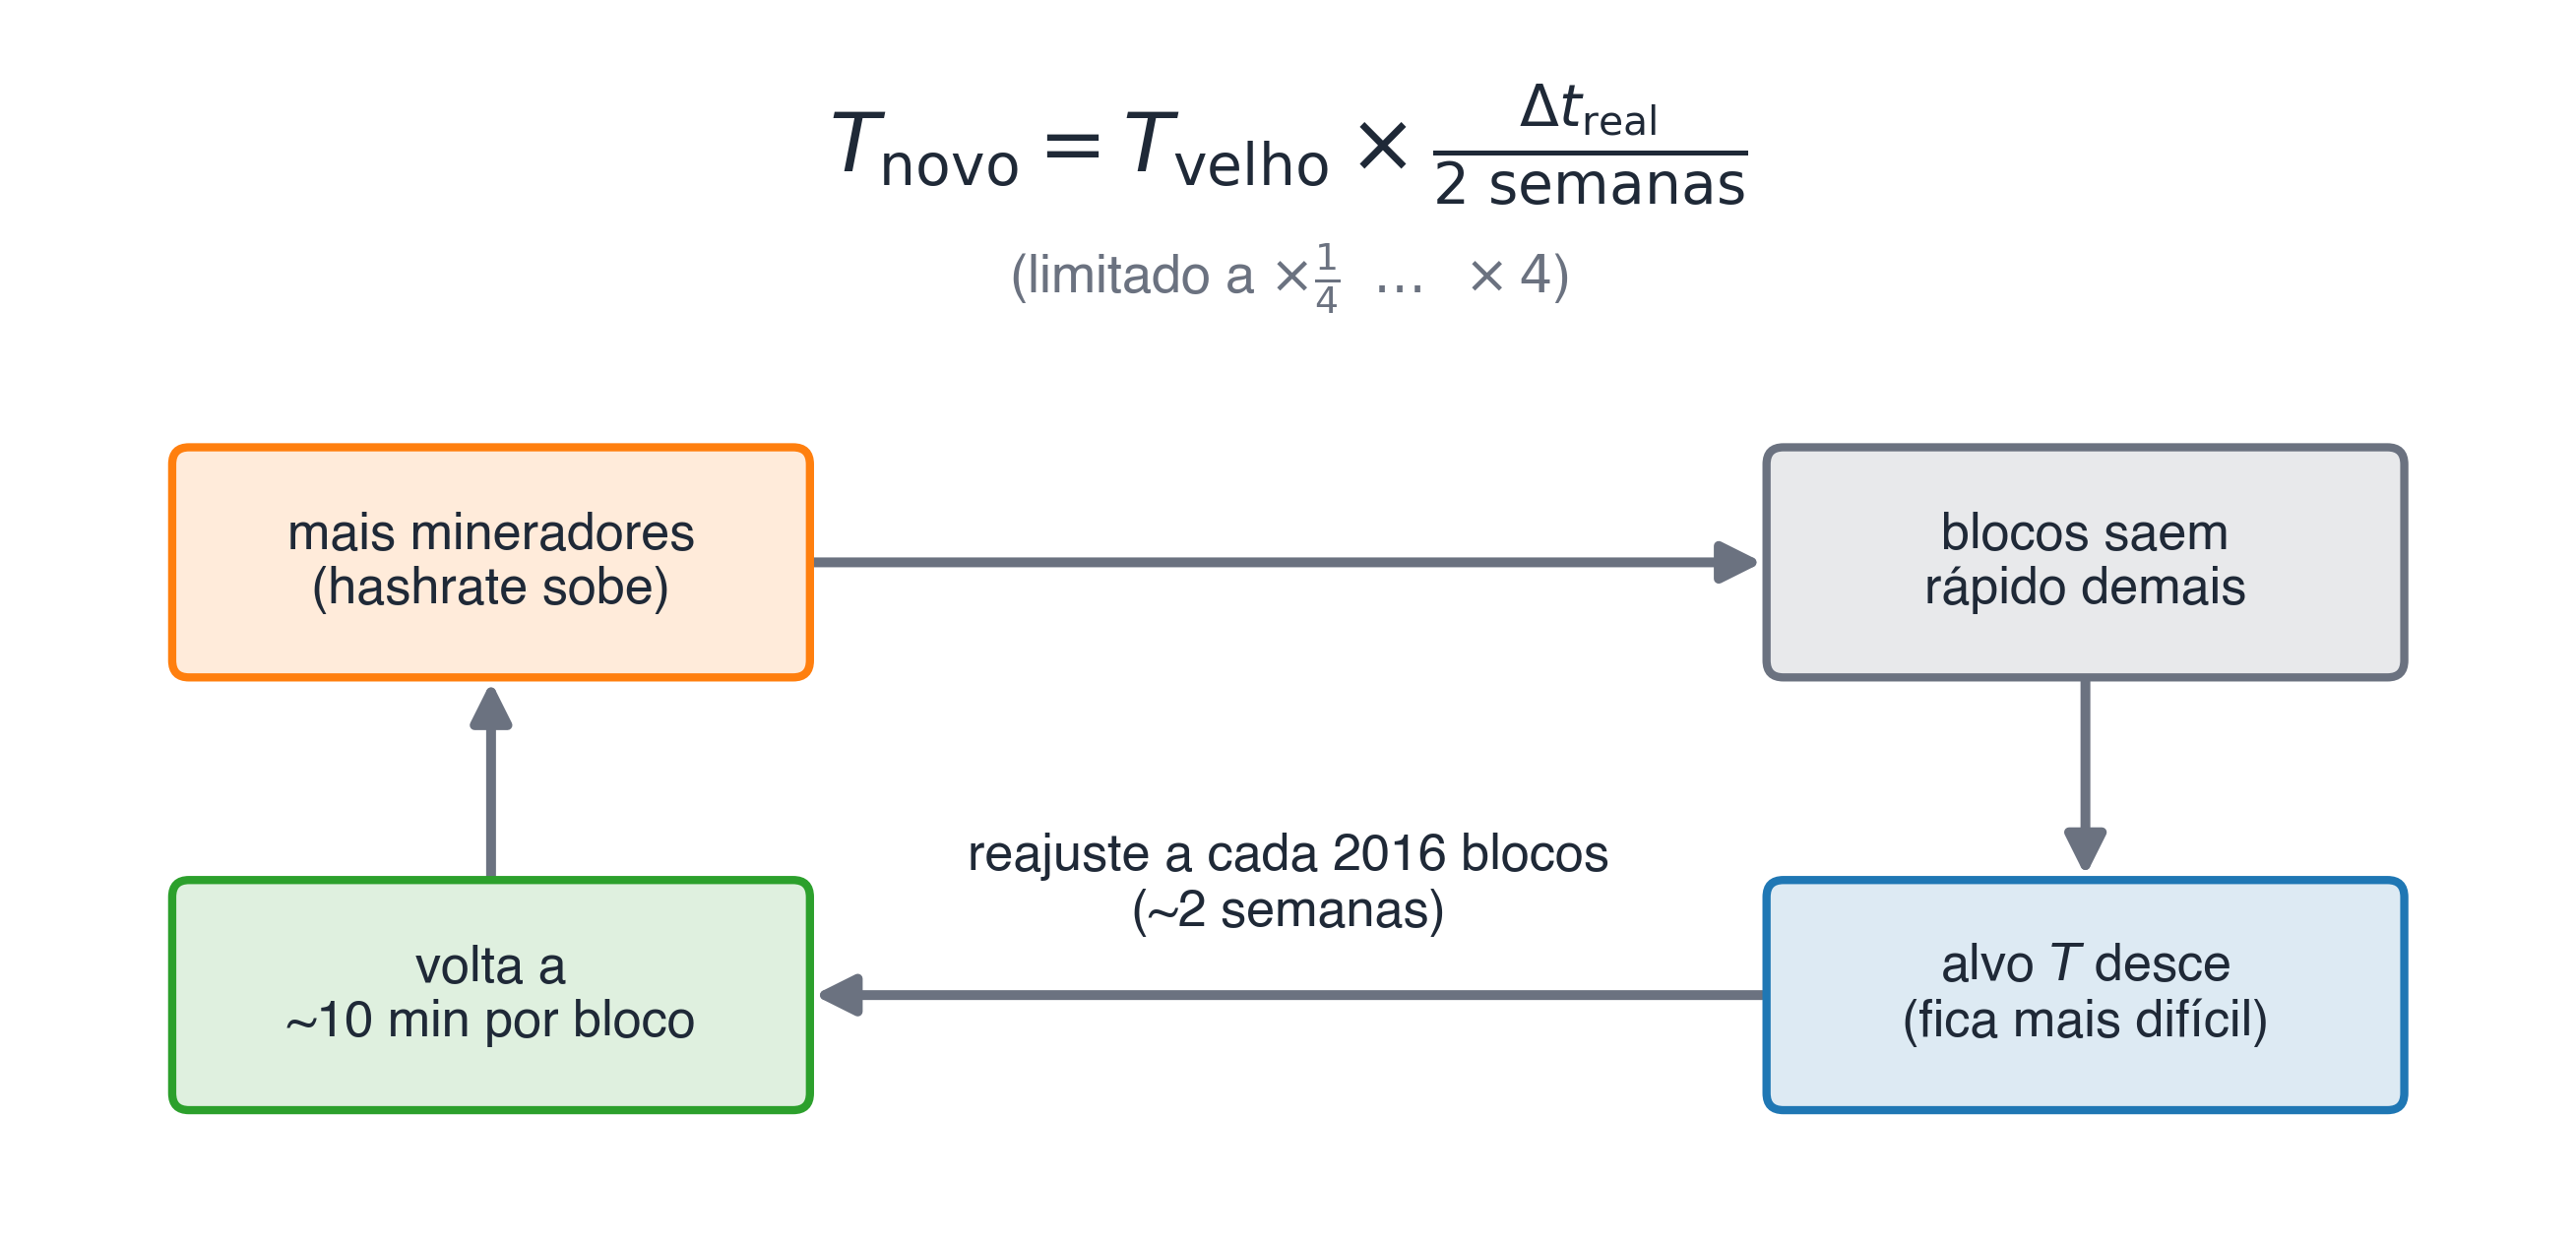 T_novo = T_velho × Δt_real / 2 semanas
(limitado a ×1/4 … × 4)
mais mineradores
(hashrate sobe)
blocos saem
rápido demais
reajuste a cada 2016 blocos
(~2 semanas)
volta a
~10 min por bloco
alvo T desce
(fica mais difícil)